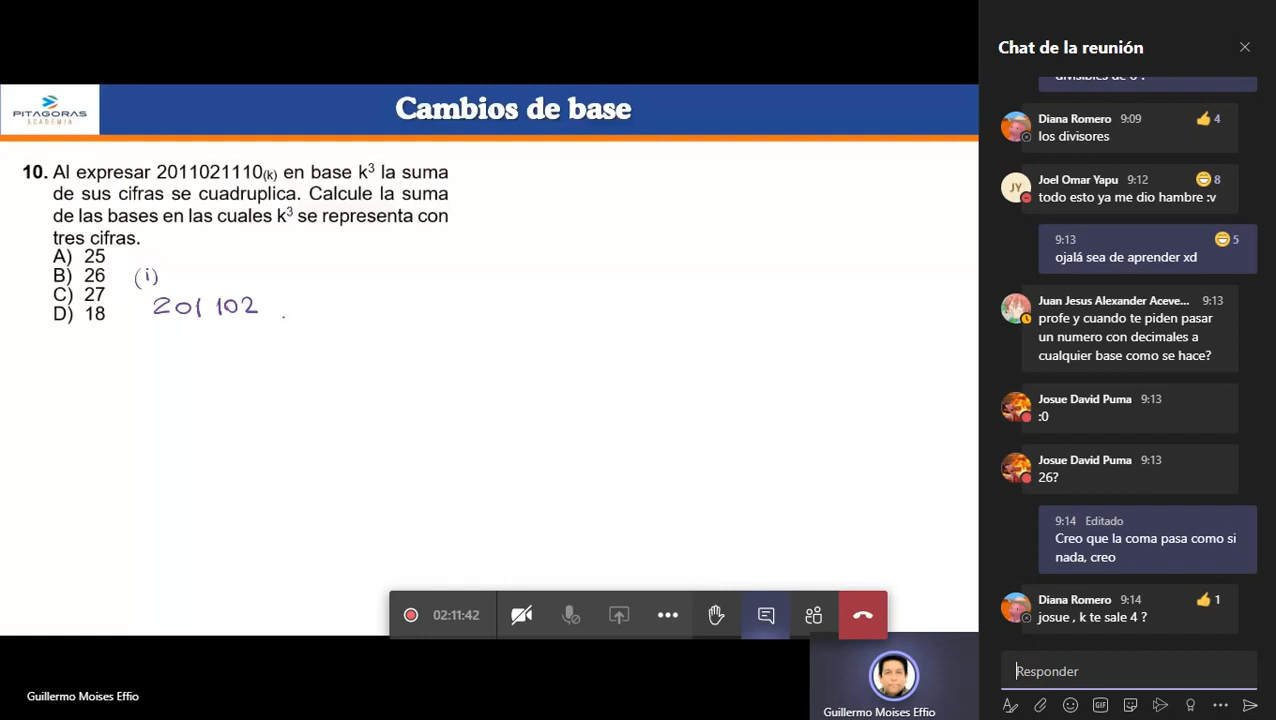 PITAGORAS
ACADEMIA
Cambios de base
10. Al expresar 2011021110(k) en base k³ la suma
de sus cifras se cuadruplica. Calcule la suma
de las bases en las cuales k³ se representa con
tres cifras.
A) 25
B) 26
C) 27
D) 18
(i)
201 102
02:11:42
Guillermo Moises Effio
Guillermo Moises Effio
Chat de la reunión
Diana Romero 9:09 4
los divisores
Joel Omar Yapu 9:12 8
todo esto ya me dio hambre :v
9:13 5
ojalá sea de aprender xd
Juan Jesus Alexander Aceve... 9:13
profe y cuando te piden pasar
un numero con decimales a
cualquier base como se hace?
Josue David Puma 9:13
:0
Josue David Puma 9:13
26?
9:14 Editado
Creo que la coma pasa como si
nada, creo
Diana Romero 9:14 1
josue , k te sale 4 ?
Responder
GIF